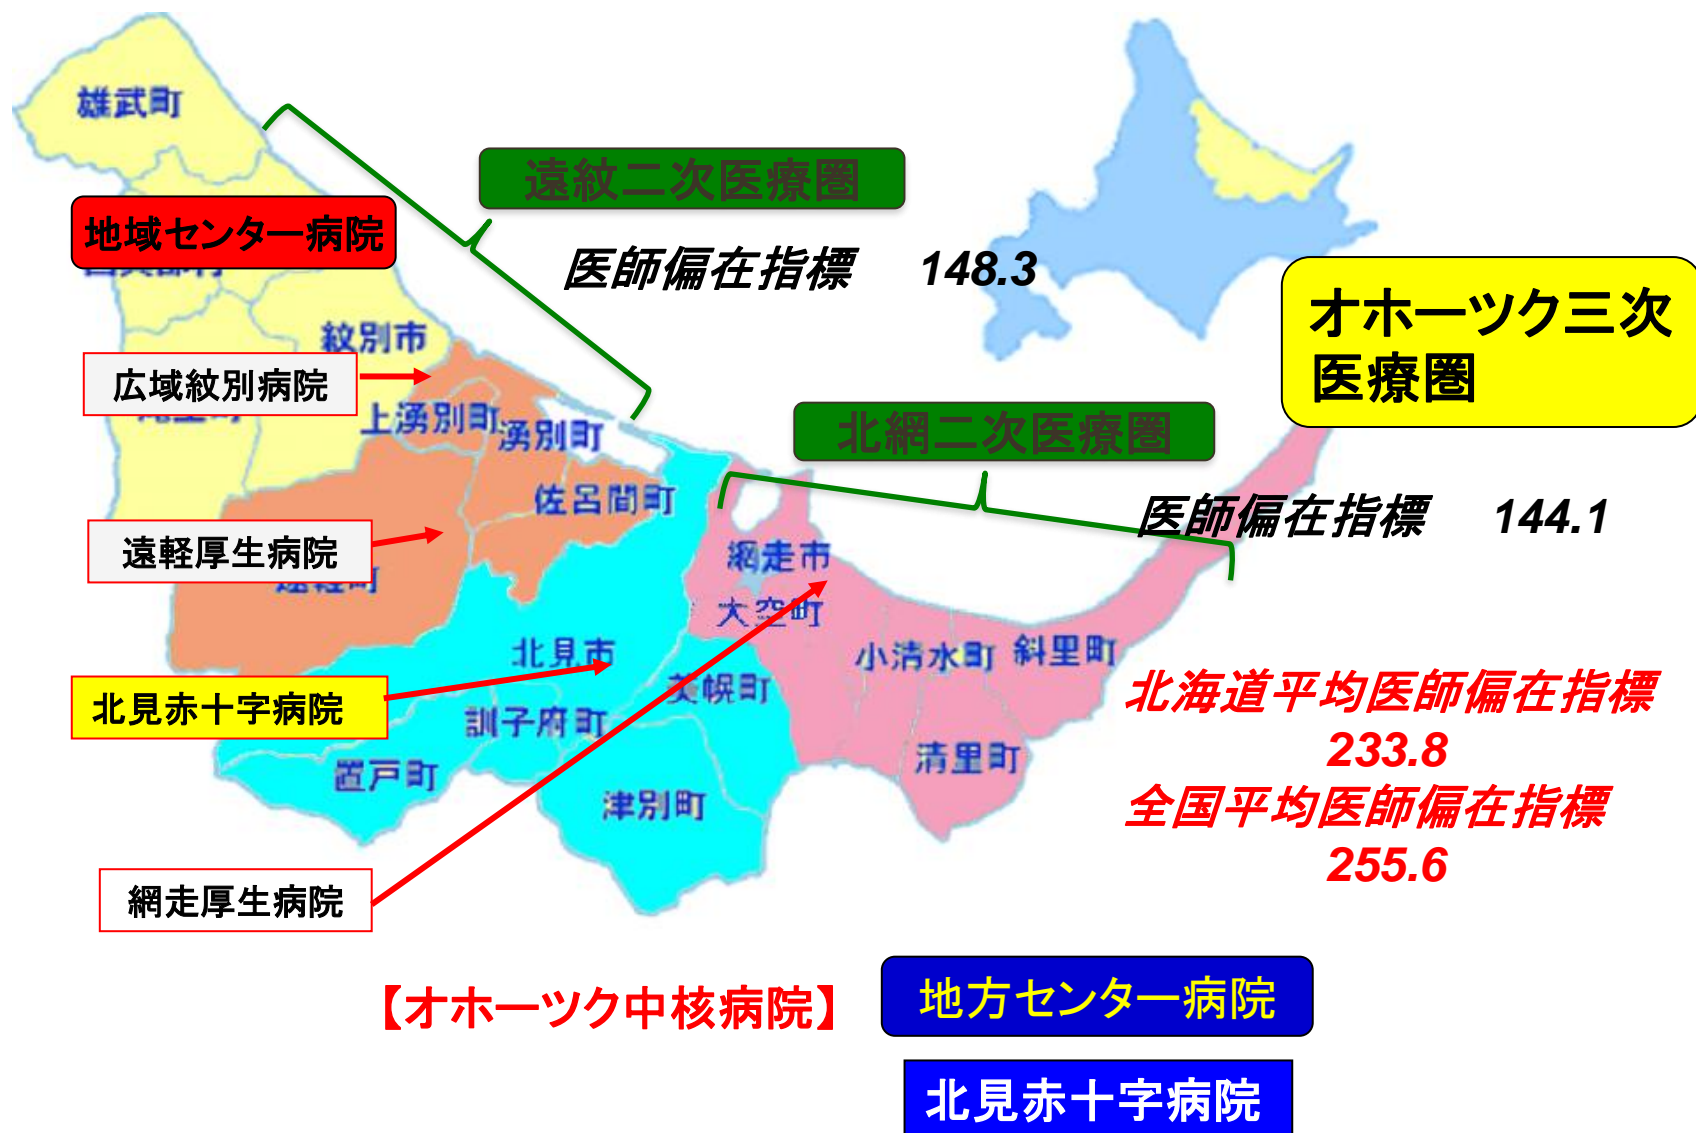 雄武町
遠紋二次医療圏
地域センター病院
医師偏在指標 148.3
オホーツク三次
医療圏
紋別市
広域紋別病院
上湧別町
湧別町
北網二次医療圏
佐呂間町
医師偏在指標 144.1
遠軽厚生病院
遠軽町
網走市
大空町
北見市
小清水町
斜里町
美幌町
北見赤十字病院
訓子府町
北海道平均医師偏在指標
233.8
置戸町
清里町
津別町
全国平均医師偏在指標
255.6
網走厚生病院
【オホーツク中核病院】
地方センター病院
北見赤十字病院